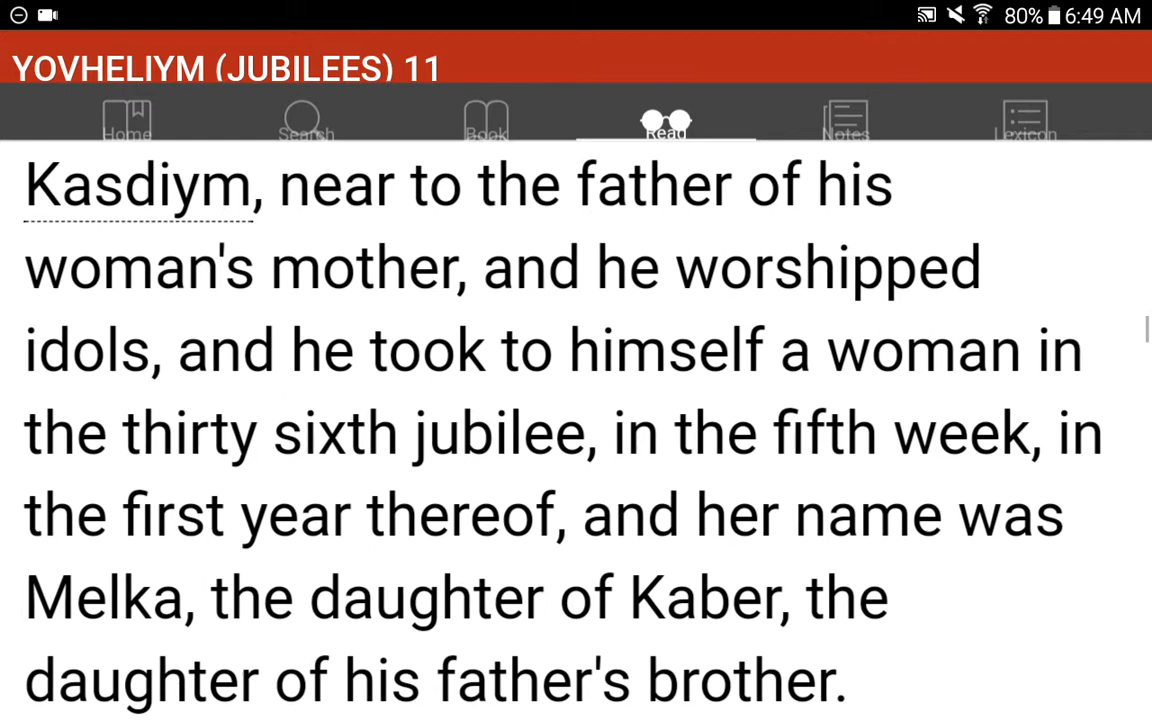 80% 6:49 AM
YOVHELIYM (JUBILEES) 11
Home Search Book Read Notes Lexicon
Kasdiym, near to the father of his
woman's mother, and he worshipped
idols, and he took to himself a woman in
the thirty sixth jubilee, in the fifth week, in
the first year thereof, and her name was
Melka, the daughter of Kaber, the
daughter of his father's brother.